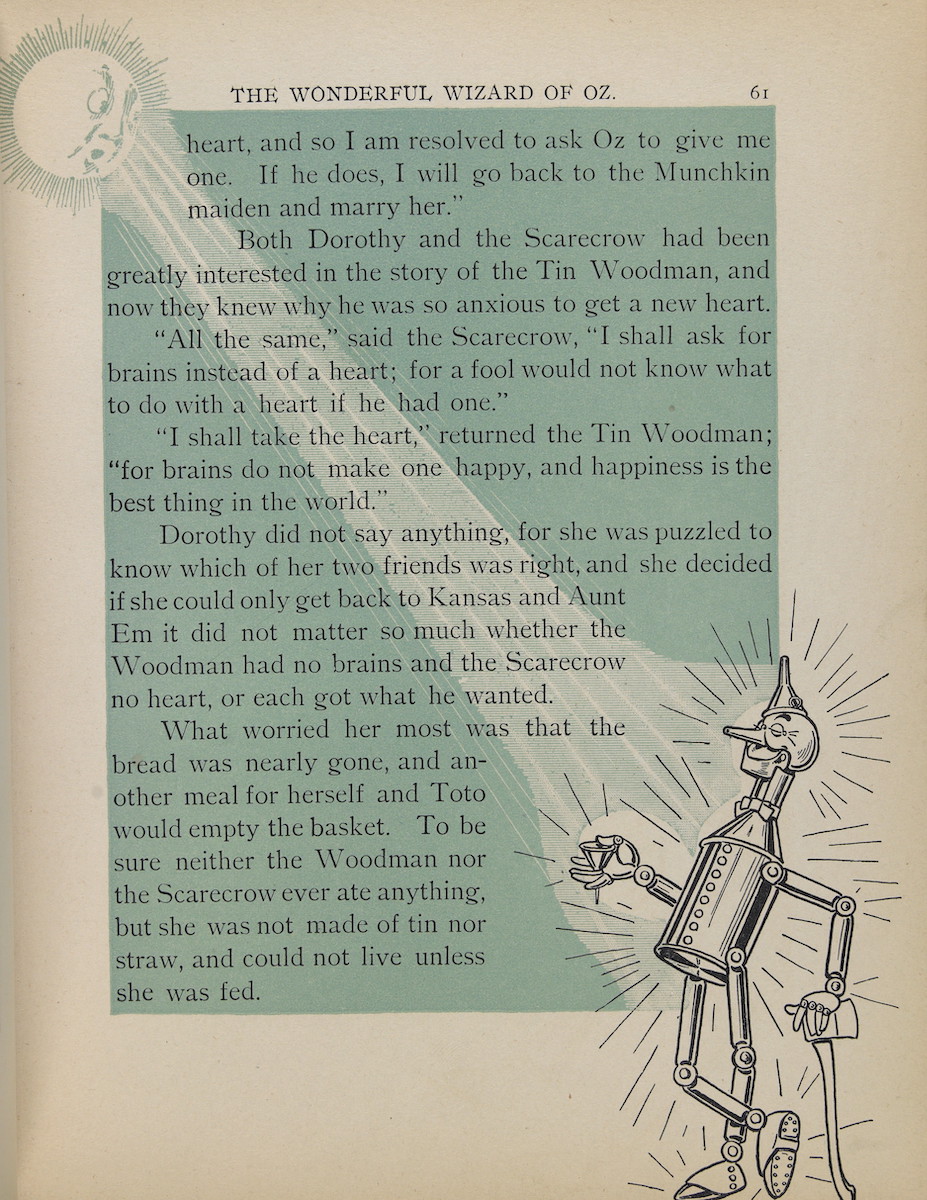 THE WONDERFUL WIZARD OF OZ. 61
heart, and so I am resolved to ask Oz to give me
one. If he does, I will go back to the Munchkin
maiden and marry her.”
Both Dorothy and the Scarecrow had been
greatly interested in the story of the Tin Woodman, and
now they knew why he was so anxious to get a new heart.
“All the same,” said the Scarecrow, “I shall ask for
brains instead of a heart; for a fool would not know what
to do with a heart if he had one.”
“I shall take the heart,” returned the Tin Woodman;
“for brains do not make one happy, and happiness is the
best thing in the world.”
Dorothy did not say anything, for she was puzzled to
know which of her two friends was right, and she decided
if she could only get back to Kansas and Aunt
Em it did not matter so much whether the
Woodman had no brains and the Scarecrow
no heart, or each got what he wanted.
What worried her most was that the
bread was nearly gone, and an-
other meal for herself and Toto
would empty the basket. To be
sure neither the Woodman nor
the Scarecrow ever ate anything,
but she was not made of tin nor
straw, and could not live unless
she was fed.